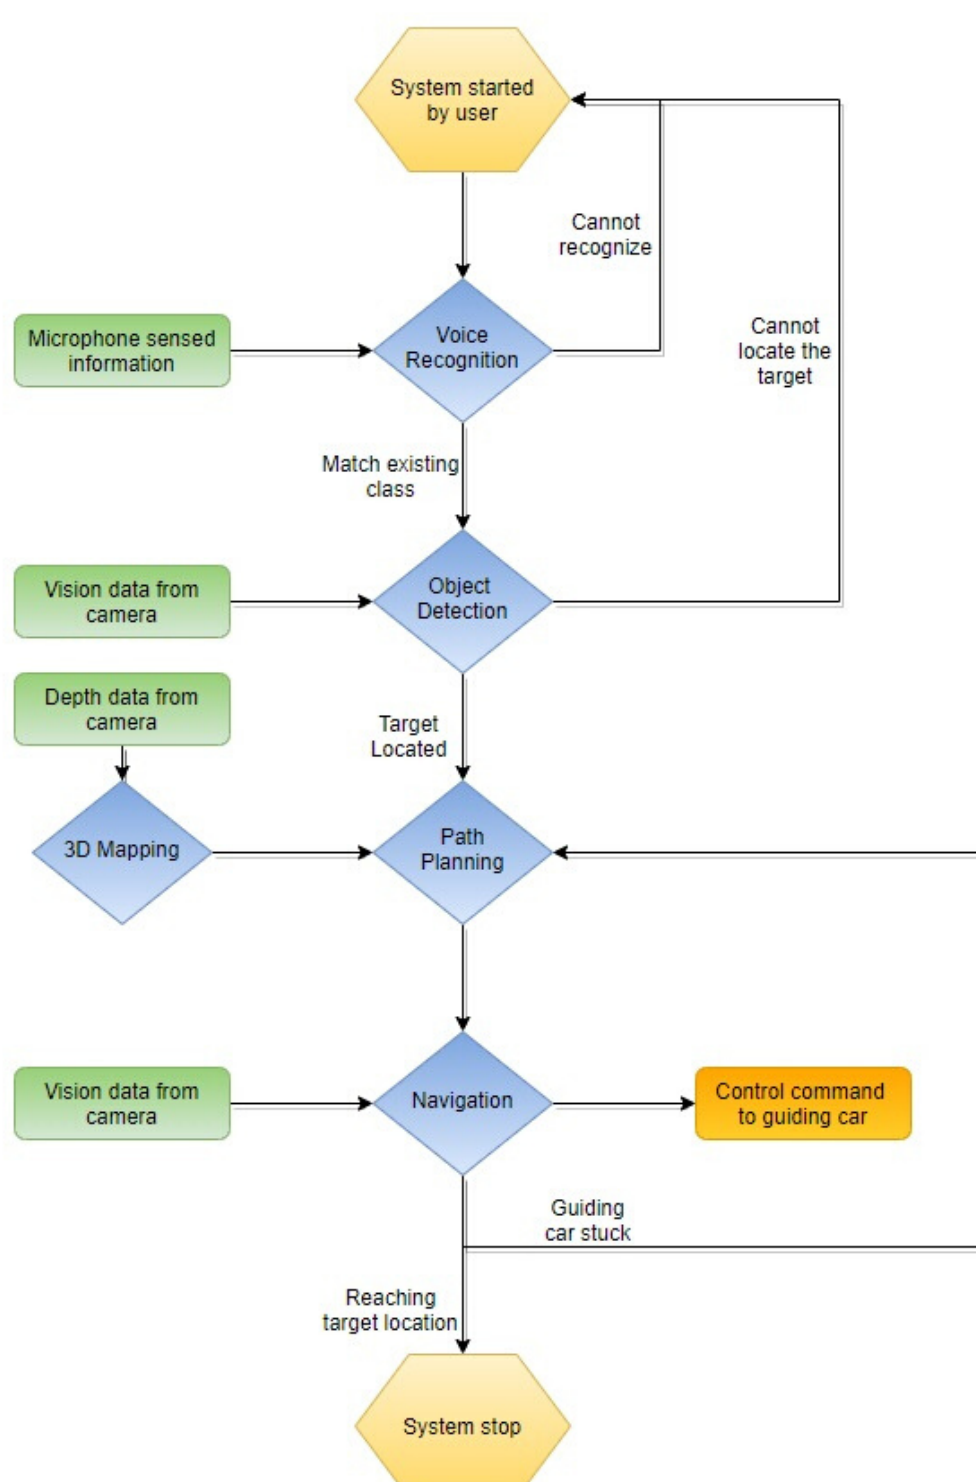 System started
by user
Cannot
recognize
Microphone sensed
information
Voice
Recognition
Cannot
locate the
target
Match existing
class
Vision data from
camera
Object
Detection
Depth data from
camera
Target
Located
3D Mapping
Path
Planning
Vision data from
camera
Navigation
Control command
to guiding car
Guiding
car stuck
Reaching
target location
System stop